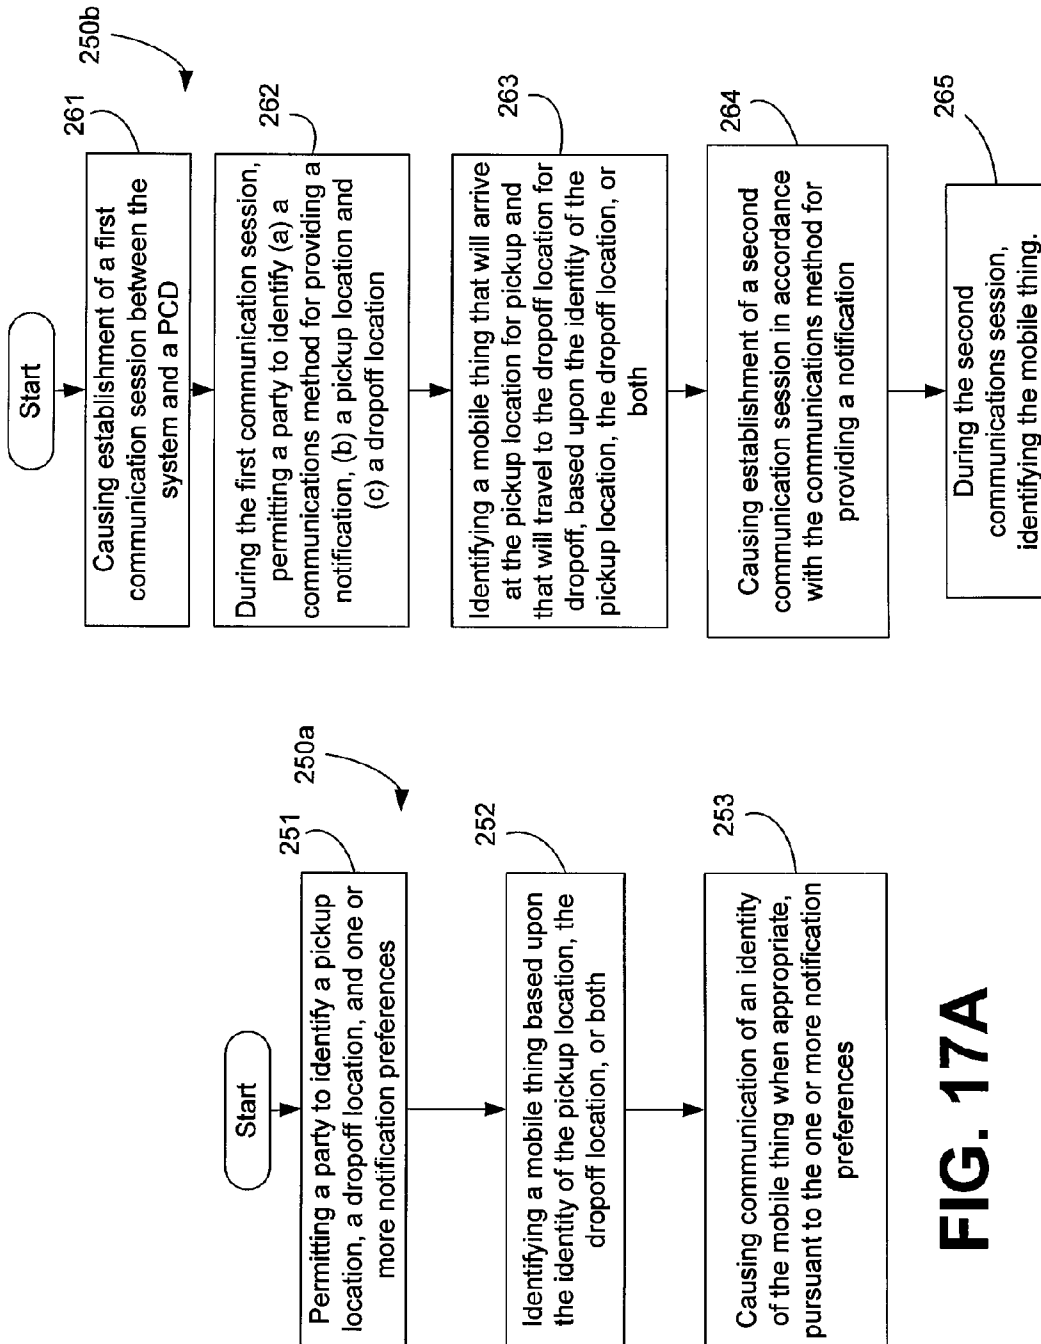 Start
250a
251
Permitting a party to identify a pickup
location, a dropoff location, and one or
more notification preferences
252
Identifying a mobile thing based upon
the identity of the pickup location, the
dropoff location, or both
253
Causing communication of an identity
of the mobile thing when appropriate,
pursuant to the one or more notification
preferences
FIG. 17A
Start
250b
261
Causing establishment of a first
communication session between the
system and a PCD
262
During the first communication session,
permitting a party to identify (a) a
communications method for providing a
notification, (b) a pickup location and
(c) a dropoff location
263
Identifying a mobile thing that will arrive
at the pickup location for pickup and
that will travel to the dropoff location for
dropoff, based upon the identity of the
pickup location, the dropoff location, or
both
264
Causing establishment of a second
communication session in accordance
with the communications method for
providing a notification
265
During the second
communications session,
identifying the mobile thing.